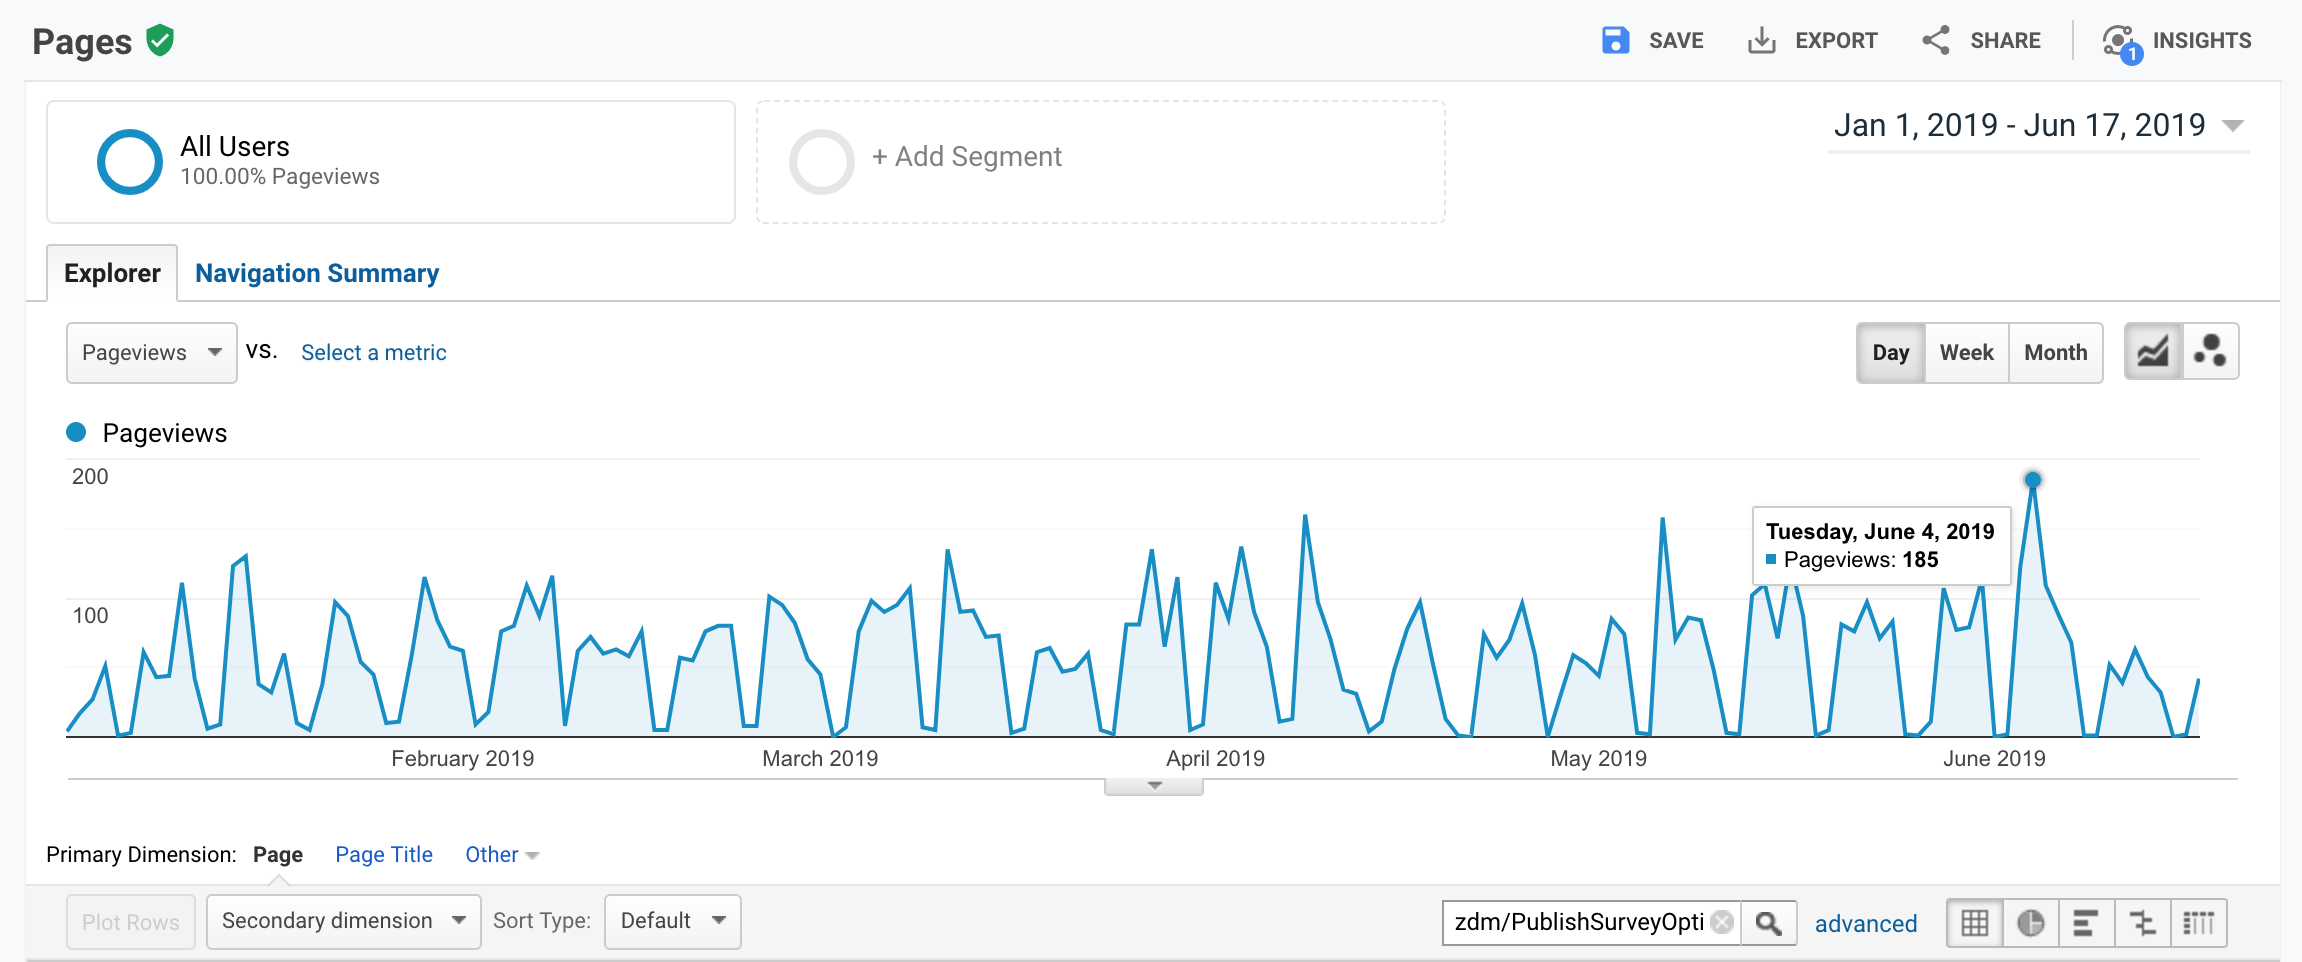 Pages
SAVE
EXPORT
SHARE
1
INSIGHTS
All Users
100.00% Pageviews
+ Add Segment
Jan 1, 2019 - Jun 17, 2019
Explorer
Navigation Summary
Pageviews
VS.
Select a metric
Day
Week
Month
Pageviews
200
100
Tuesday, June 4, 2019
Pageviews: 185
February 2019
March 2019
April 2019
May 2019
June 2019
Primary Dimension:
Page
Page Title
Other
Plot Rows
Secondary dimension
Sort Type:
Default
zdm/PublishSurveyOpti
advanced